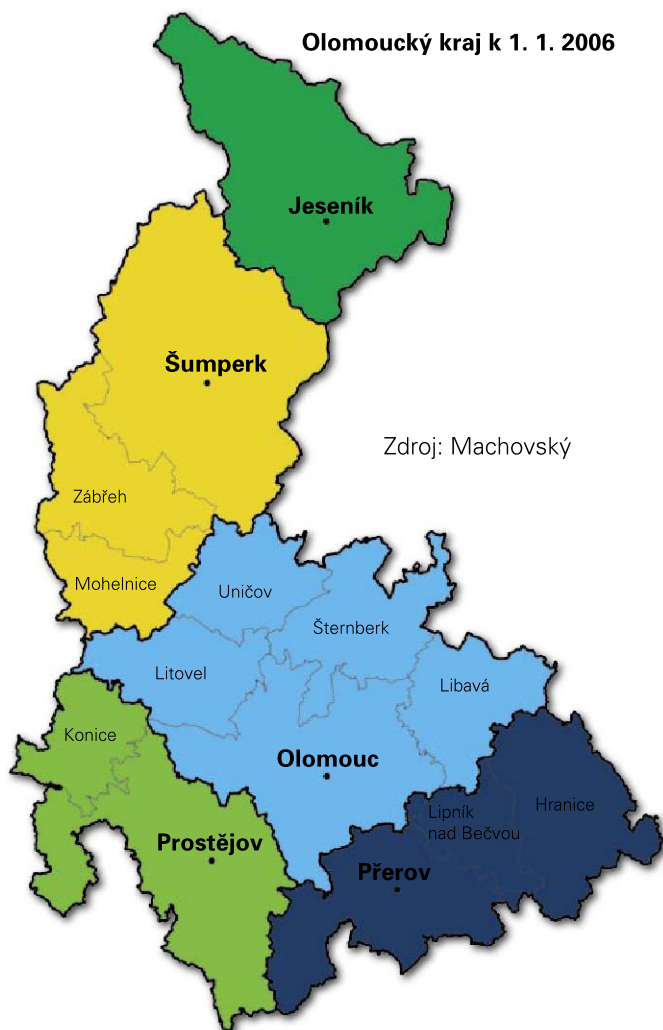 Olomoucký kraj k 1. 1. 2006
Jeseník
Šumperk
Zdroj: Machovský
Zábřeh
Mohelnice
Uničov
Šternberk
Litovel
Libavá
Konice
Olomouc
Hranice
Lipník
nad Bečvou
Prostějov
Přerov